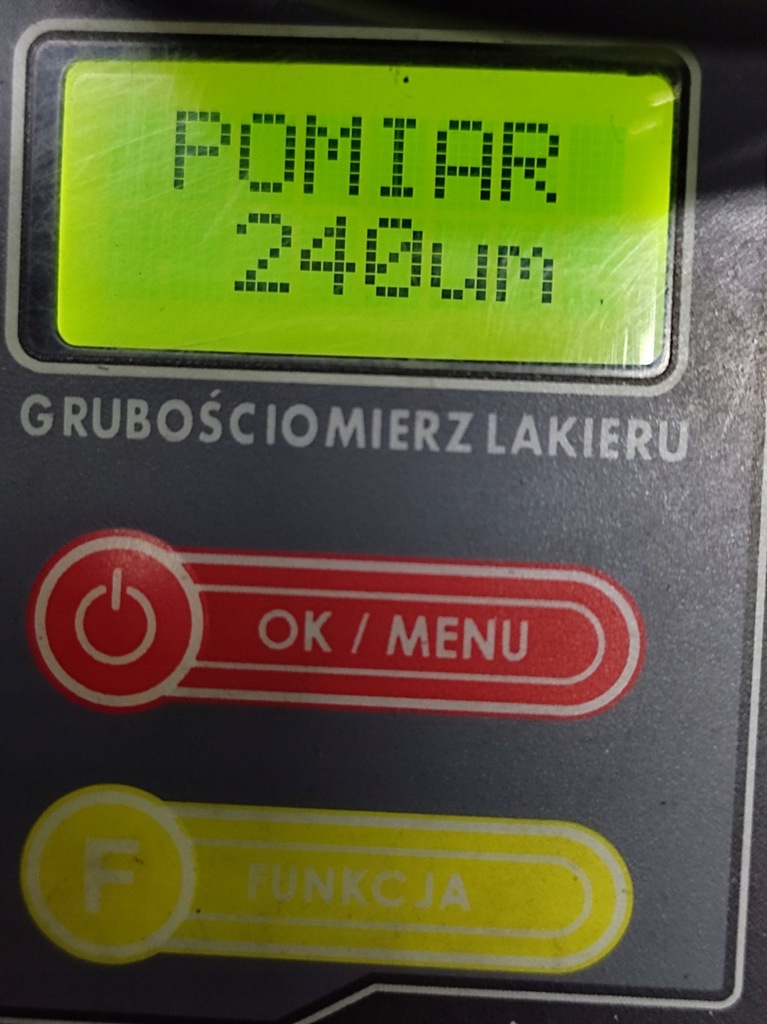 POMIAR
240um
GRUBOŚCIOMIERZ LAKIERU
OK / MENU
F FUNKCJA